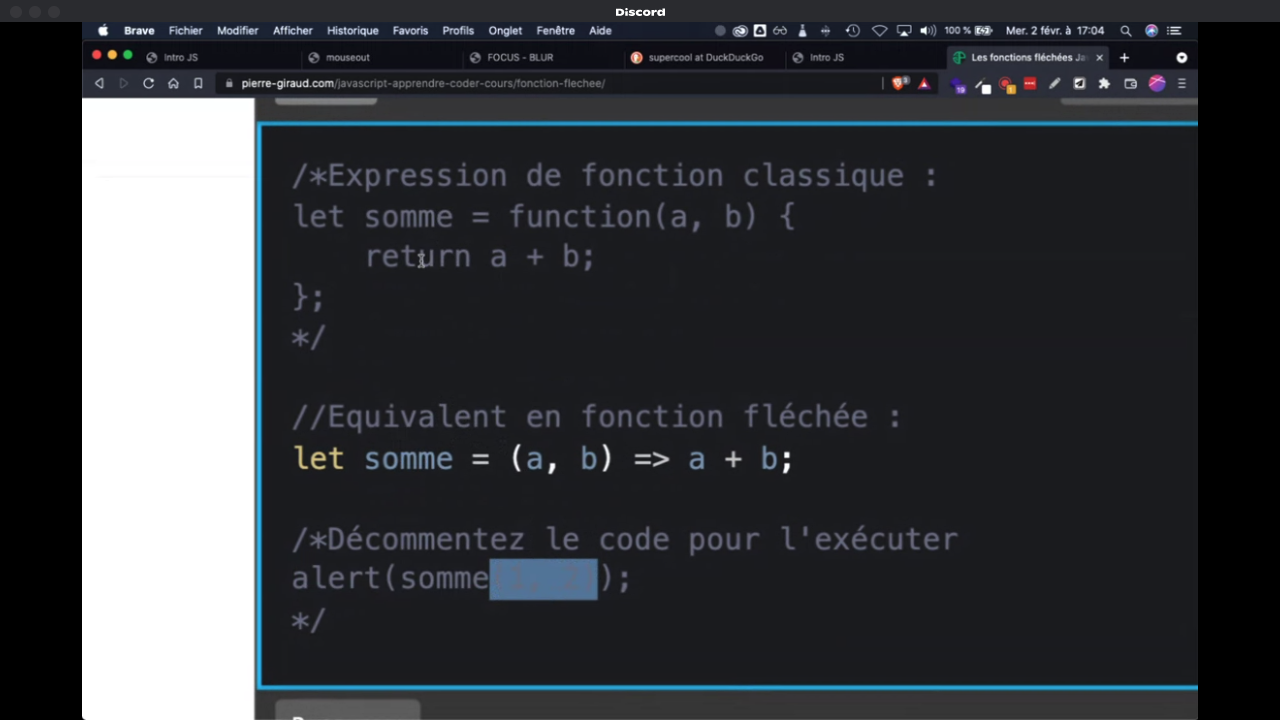 Discord
Brave Fichier Modifier Afficher Historique Favoris Profils Onglet Fenêtre Aide 100 % Mer. 2 févr. à 17:04
Intro JS mouseout FOCUS - BLUR supercool at DuckDuckGo Intro JS Les fonctions fléchées Ja
pierre-giraud.com/javascript-apprendre-coder-cours/fonction-flechee/
/*Expression de fonction classique :
let somme = function(a, b) {
return a + b;
};
*/
//Equivalent en fonction fléchée :
let somme = (a, b) => a + b;
/*Décommentez le code pour l'exécuter
alert(somme(1, 2));
*/